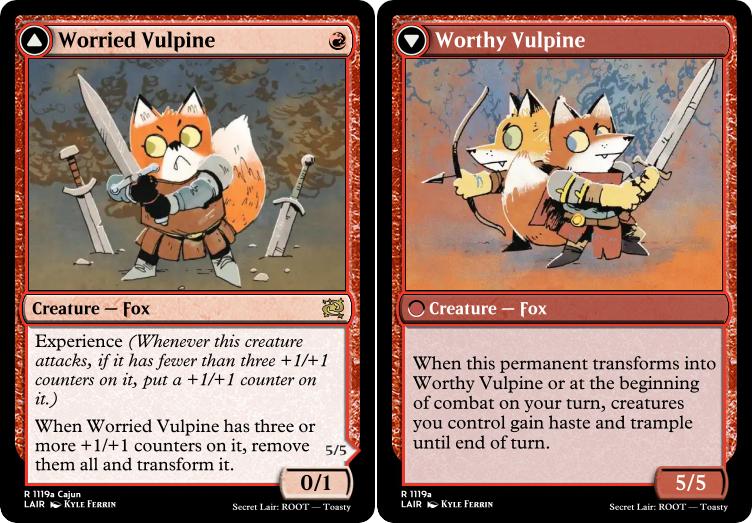 Worried Vulpine
Creature — Fox
Experience (Whenever this creature
attacks, if it has fewer than three +1/+1
counters on it, put a +1/+1 counter on
it.)
When Worried Vulpine has three or
more +1/+1 counters on it, remove
them all and transform it.
5/5
0/1
R 1119a Cajun
LAIR Kyle Ferrin
Secret Lair: ROOT — Toasty
Worthy Vulpine
Creature — Fox
When this permanent transforms into
Worthy Vulpine or at the beginning
of combat on your turn, creatures
you control gain haste and trample
until end of turn.
5/5
R 1119a
LAIR Kyle Ferrin
Secret Lair: ROOT — Toasty